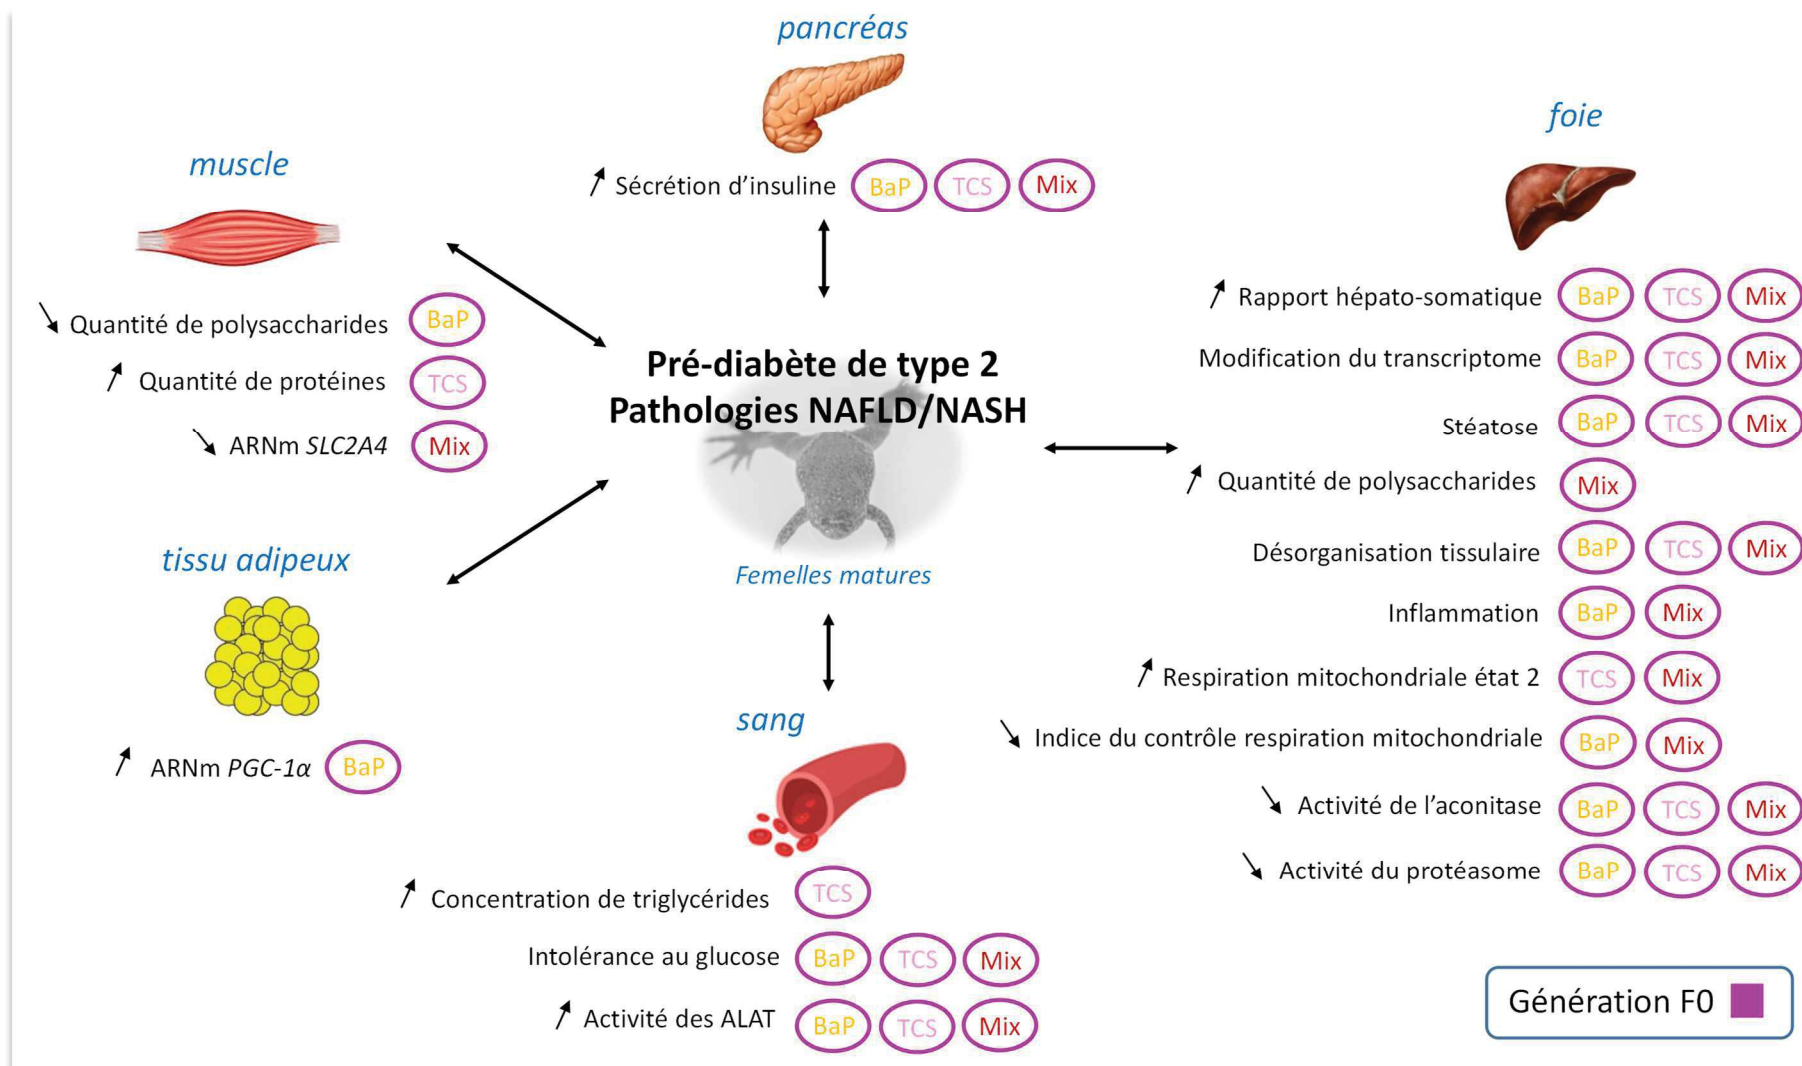 pancréas
↗ Sécrétion d’insuline BaP TCS Mix
muscle
↘ Quantité de polysaccharides BaP
↗ Quantité de protéines TCS
↘ ARNm SLC2A4 Mix
Pré-diabète de type 2
Pathologies NAFLD/NASH
Femelles matures
tissu adipeux
↗ ARNm PGC-1α BaP
sang
↗ Concentration de triglycérides TCS
Intolérance au glucose BaP TCS Mix
↗ Activité des ALAT BaP TCS Mix
foie
↗ Rapport hépato-somatique BaP TCS Mix
Modification du transcriptome BaP TCS Mix
Stéatose BaP TCS Mix
↗ Quantité de polysaccharides Mix
Désorganisation tissulaire BaP TCS Mix
Inflammation BaP Mix
↗ Respiration mitochondriale état 2 TCS Mix
↘ Indice du contrôle respiration mitochondriale BaP Mix
↘ Activité de l’aconitase BaP TCS Mix
↘ Activité du protéasome BaP TCS Mix
Génération F0